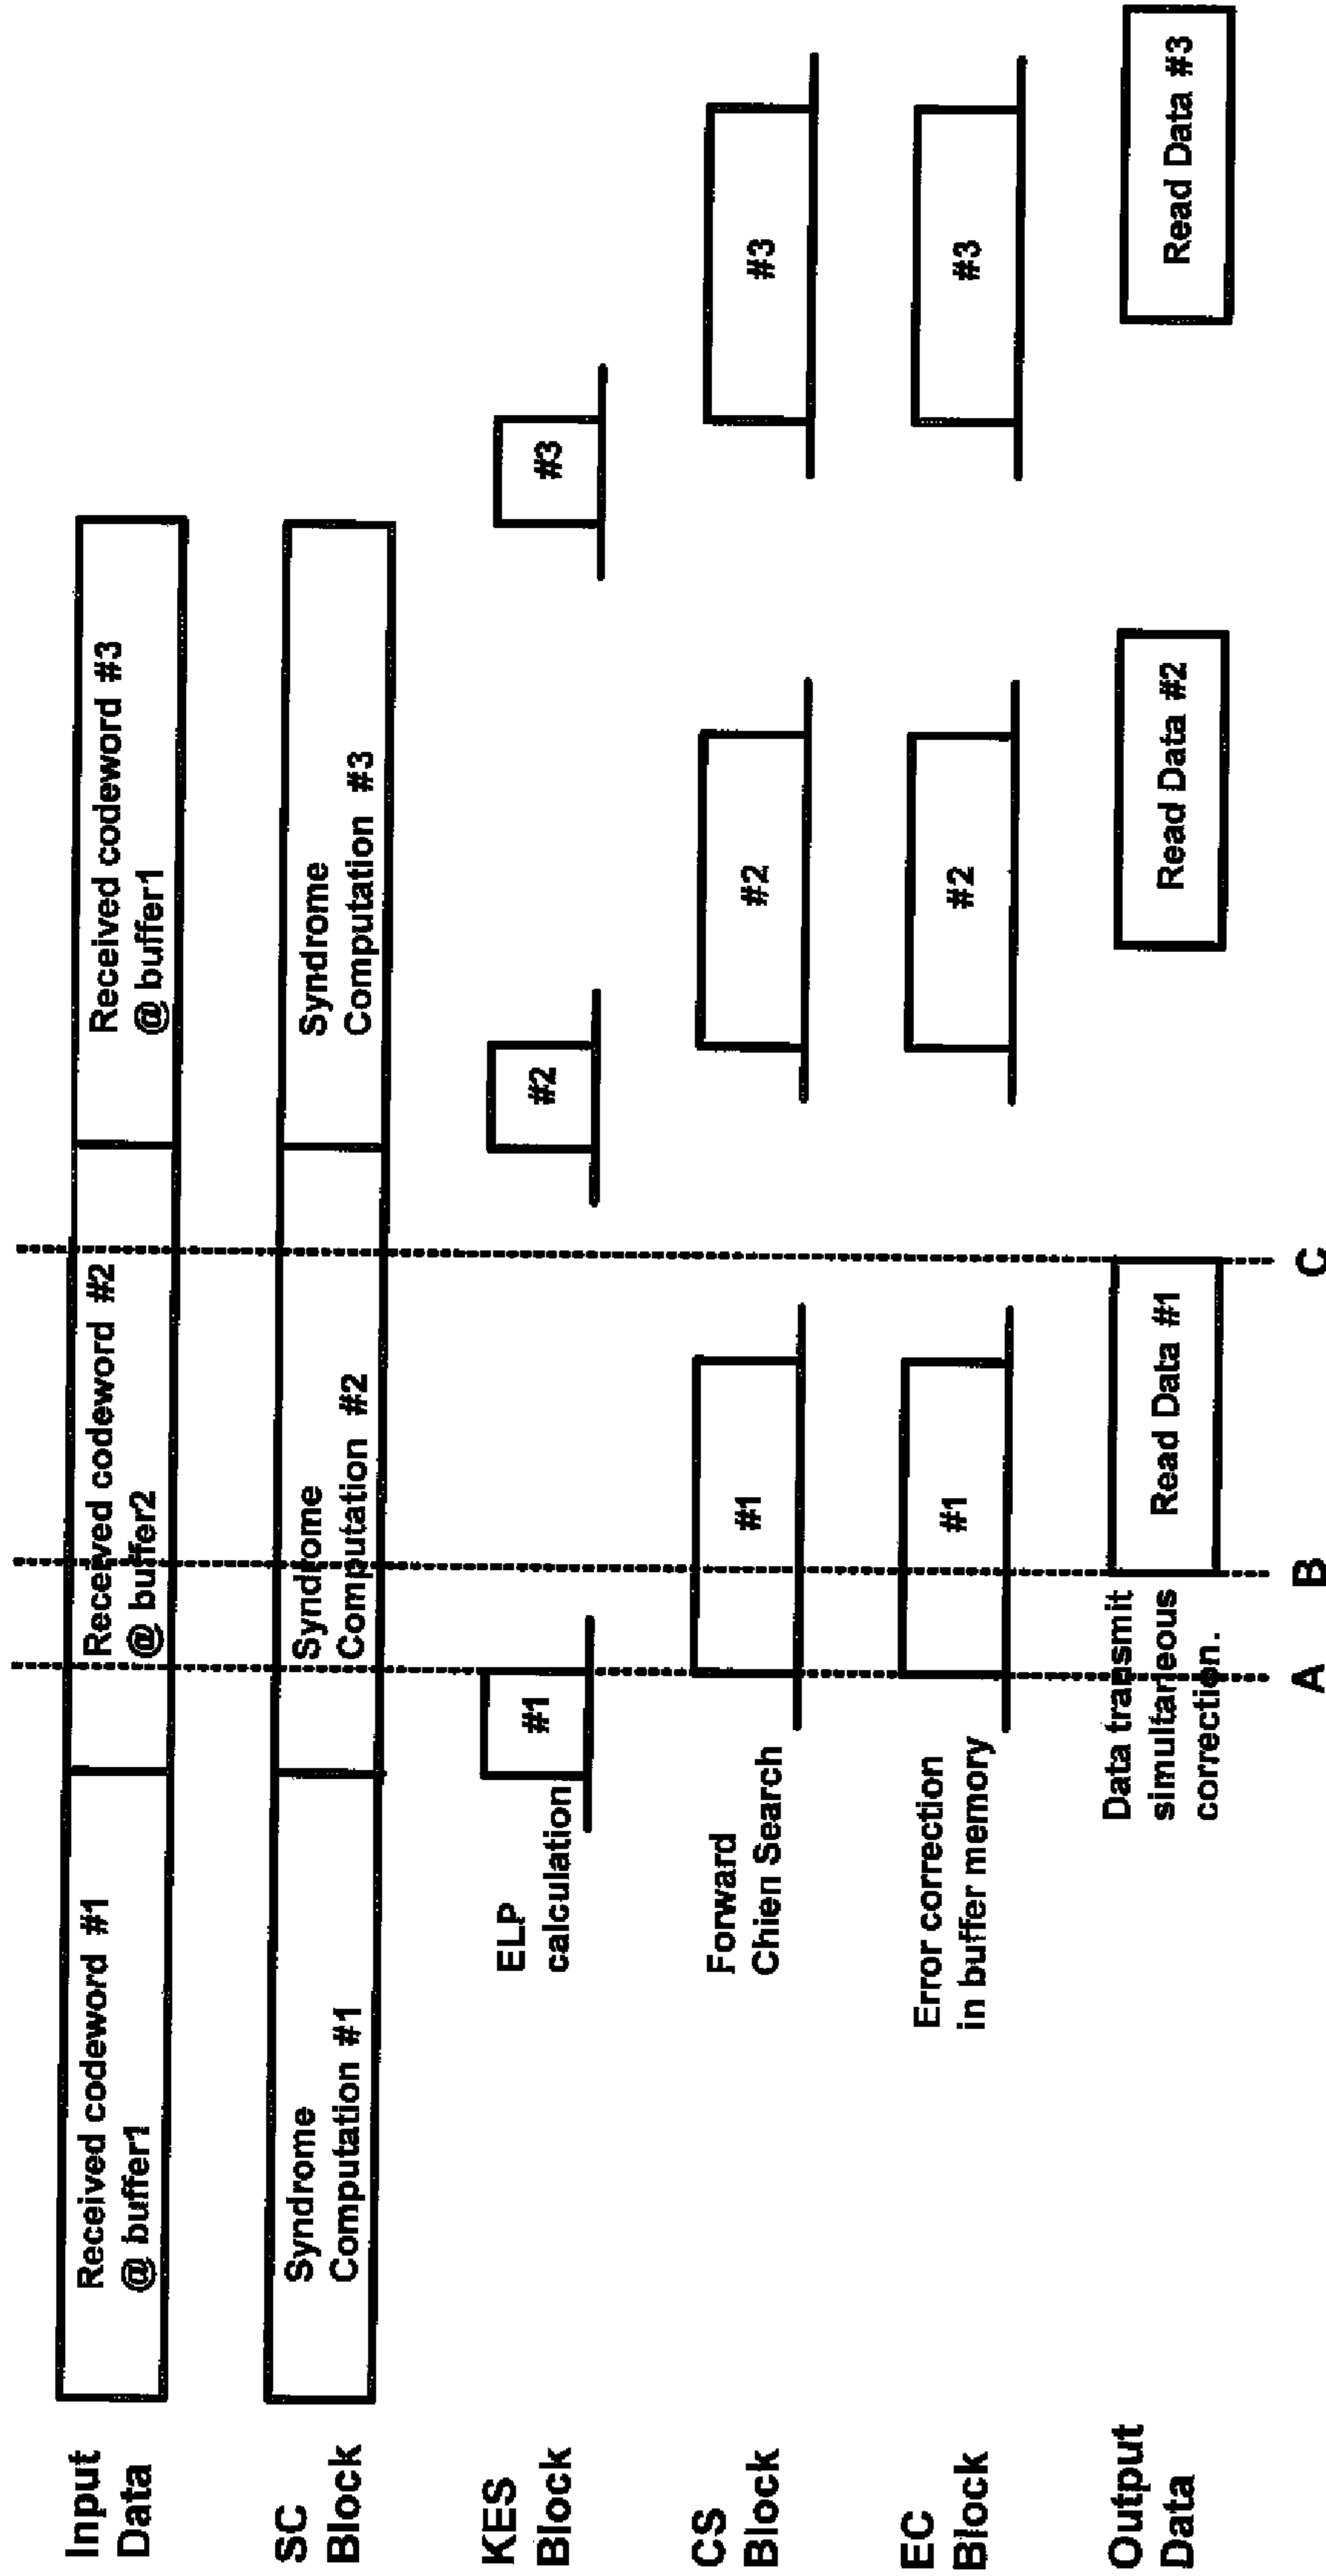 Input
Data
Received codeword #1
@ buffer1
Received codeword #2
@ buffer2
Received codeword #3
@ buffer1
SC
Block
Syndrome
Computation #1
Syndrome
Computation #2
Syndrome
Computation #3
KES
Block
ELP
calculation
#1
#2
#3
CS
Block
Forward
Chien Search
#1
#2
#3
EC
Block
Error correction
in buffer memory
#1
#2
#3
Output
Data
Data transmit
simultaneous
correction.
Read Data #1
Read Data #2
Read Data #3
A
B
C